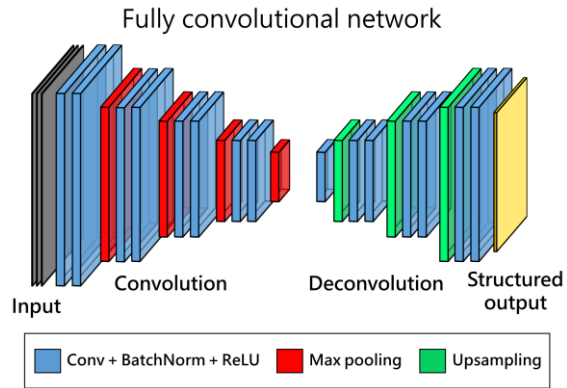 Fully convolutional network
Convolution
Deconvolution
Structured
output
Input
Conv + BatchNorm + ReLU
Max pooling
Upsampling